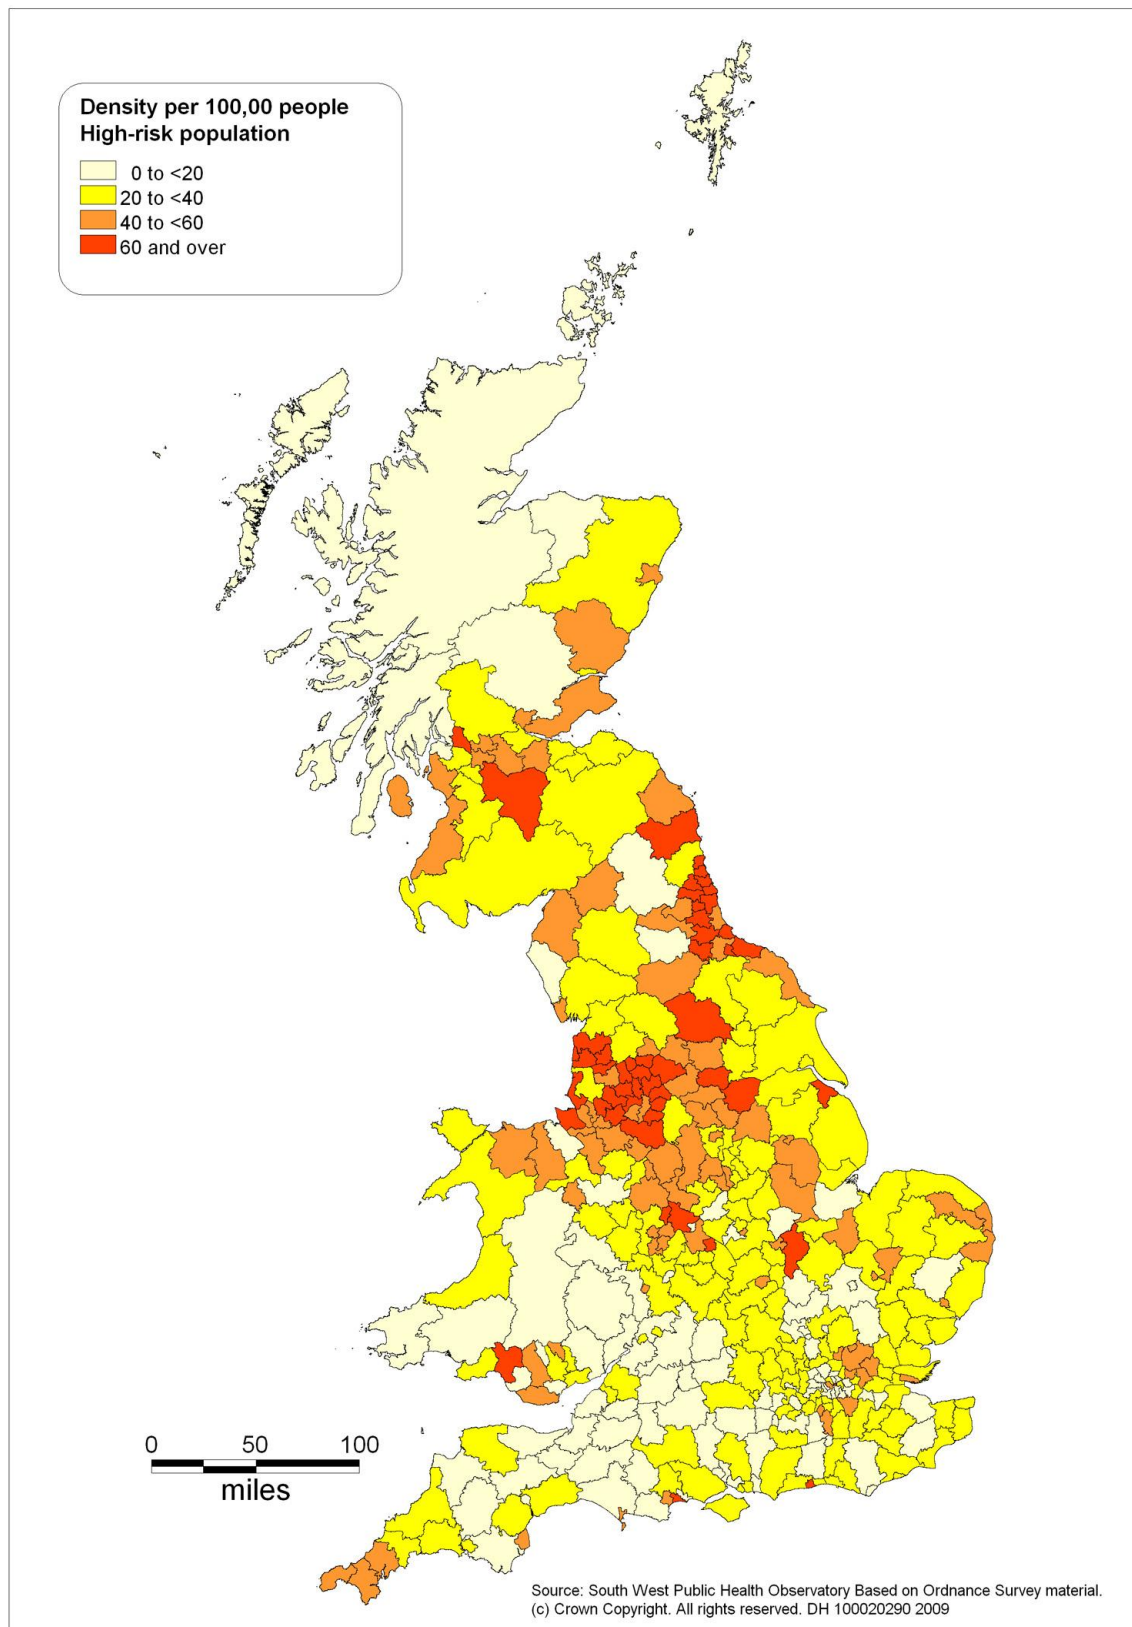 Density per 100,00 people
High-risk population
0 to <20
20 to <40
40 to <60
60 and over
0 50 100
miles
Source: South West Public Health Observatory Based on Ordnance Survey material.
(c) Crown Copyright. All rights reserved. DH 100020290 2009